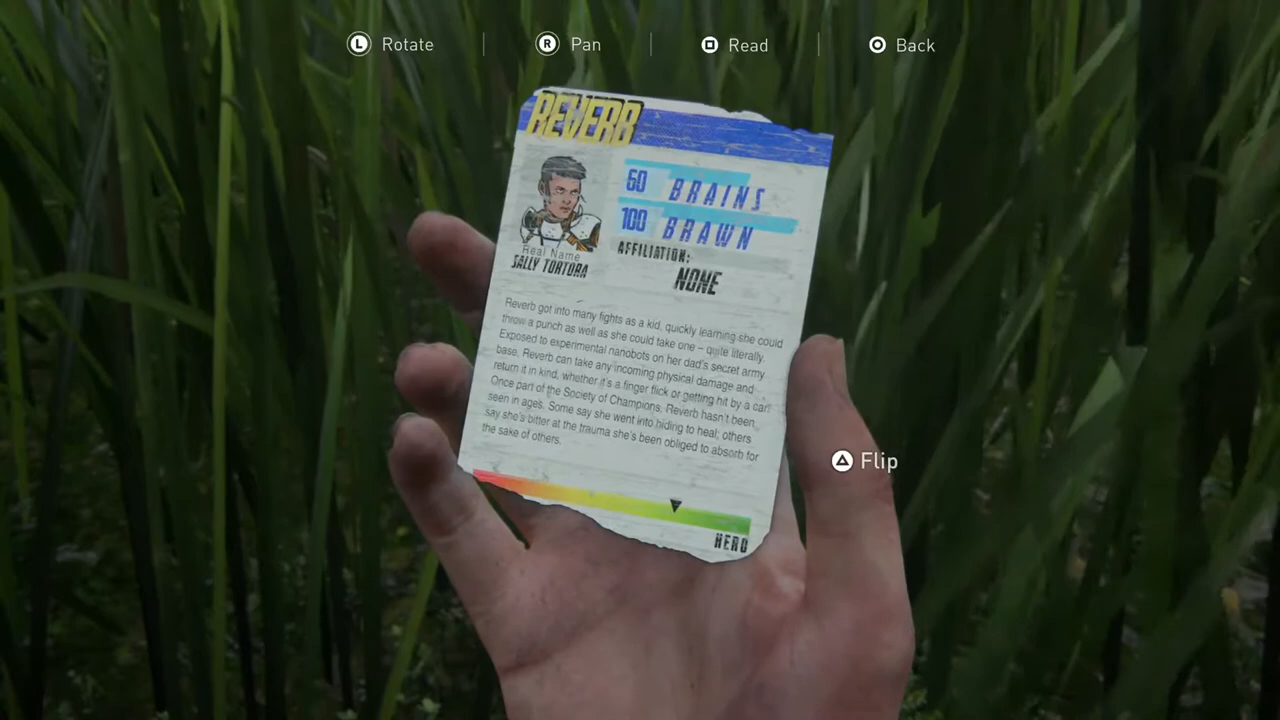 L Rotate R Pan Read Back
REVERB
60 BRAINS
100 BRAWN
AFFILIATION:
NONE
Real Name
SALLY TORTORA
Reverb got into many fights as a kid, quickly learning she could
throw a punch as well as she could take one – quite literally.
Exposed to experimental nanobots on her dad's secret army
base, Reverb can take any incoming physical damage and
return it in kind, whether it's a finger flick or getting hit by a car!
Once part of the Society of Champions, Reverb hasn't been
seen in ages. Some say she went into hiding to heal; others
say she's bitter at the trauma she's been obliged to absorb for
the sake of others.
Flip
HERO